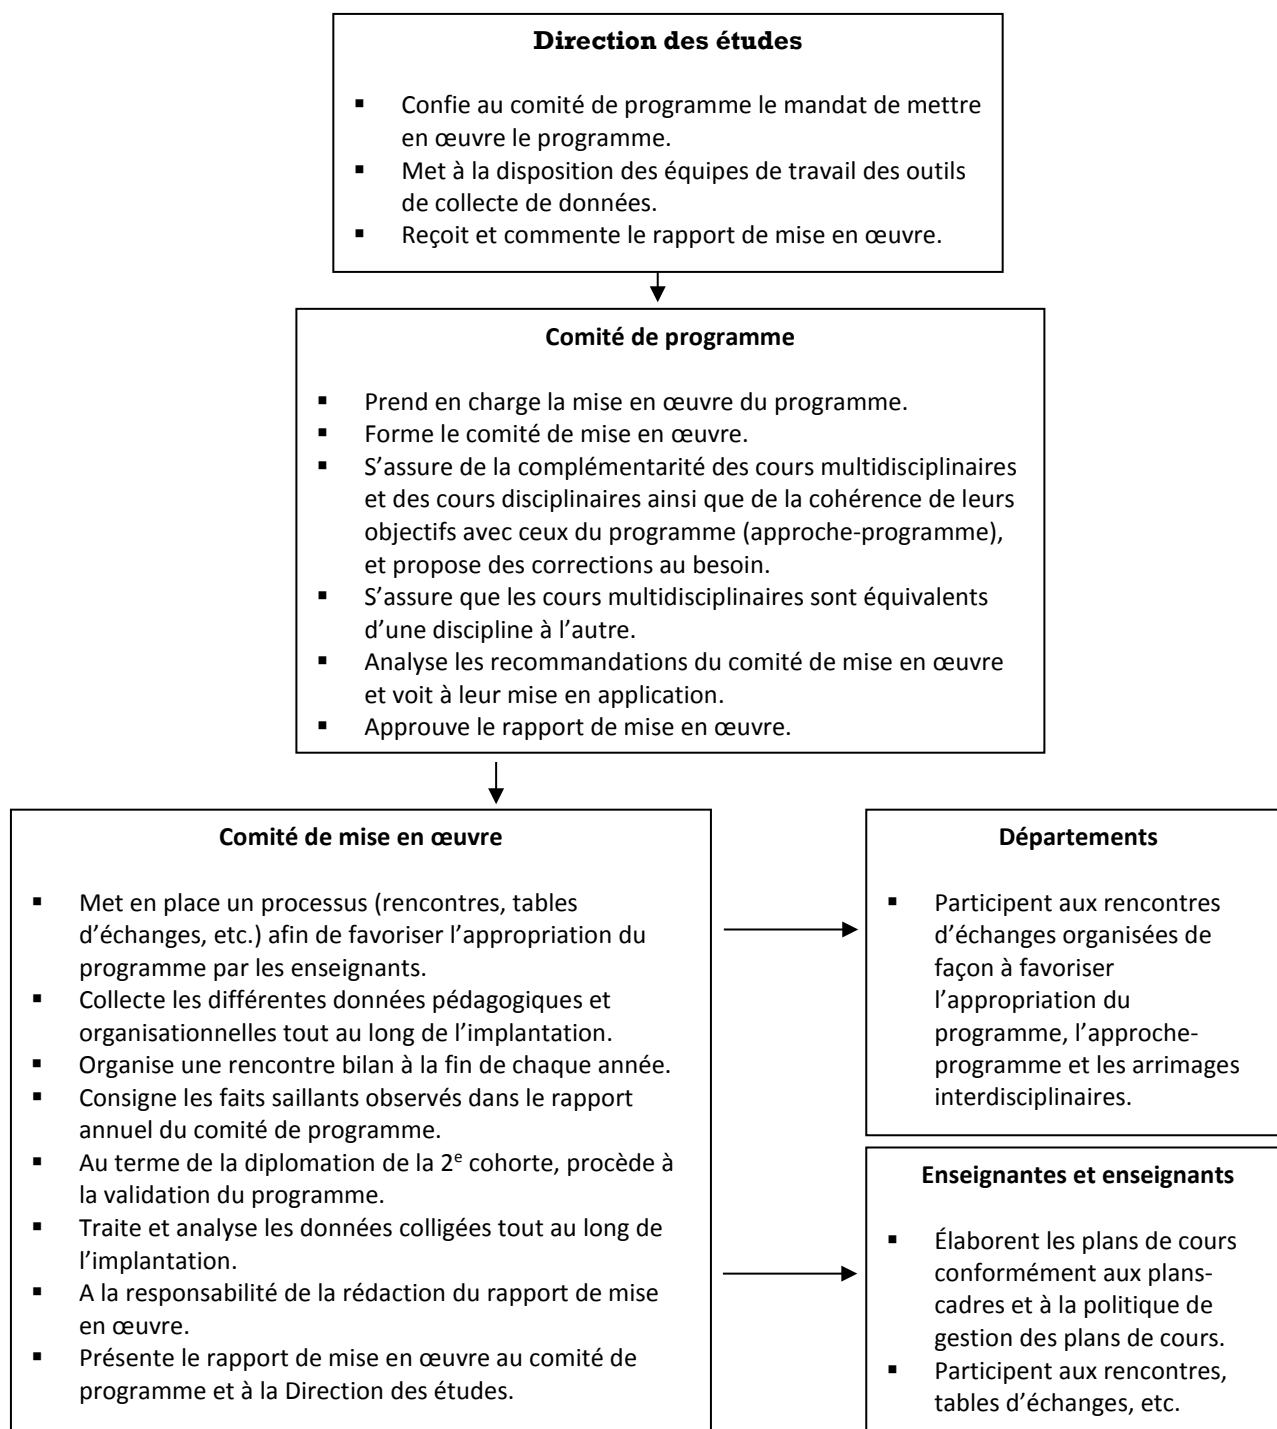 Direction des études
▪ Confie au comité de programme le mandat de mettre
en œuvre le programme.
▪ Met à la disposition des équipes de travail des outils
de collecte de données.
▪ Reçoit et commente le rapport de mise en œuvre.
Comité de programme
▪ Prend en charge la mise en œuvre du programme.
▪ Forme le comité de mise en œuvre.
▪ S’assure de la complémentarité des cours multidisciplinaires
et des cours disciplinaires ainsi que de la cohérence de leurs
objectifs avec ceux du programme (approche-programme),
et propose des corrections au besoin.
▪ S’assure que les cours multidisciplinaires sont équivalents
d’une discipline à l’autre.
▪ Analyse les recommandations du comité de mise en œuvre
et voit à leur mise en application.
▪ Approuve le rapport de mise en œuvre.
Comité de mise en œuvre
▪ Met en place un processus (rencontres, tables
d’échanges, etc.) afin de favoriser l’appropriation du
programme par les enseignants.
▪ Collecte les différentes données pédagogiques et
organisationnelles tout au long de l’implantation.
▪ Organise une rencontre bilan à la fin de chaque année.
▪ Consigne les faits saillants observés dans le rapport
annuel du comité de programme.
▪ Au terme de la diplomation de la 2e cohorte, procède à
la validation du programme.
▪ Traite et analyse les données colligées tout au long de
l’implantation.
▪ A la responsabilité de la rédaction du rapport de mise
en œuvre.
▪ Présente le rapport de mise en œuvre au comité de
programme et à la Direction des études.
Départements
▪ Participent aux rencontres
d’échanges organisées de
façon à favoriser
l’appropriation du
programme, l’approche-
programme et les arrimages
interdisciplinaires.
Enseignantes et enseignants
▪ Élaborent les plans de cours
conformément aux plans-
cadres et à la politique de
gestion des plans de cours.
▪ Participent aux rencontres,
tables d’échanges, etc.